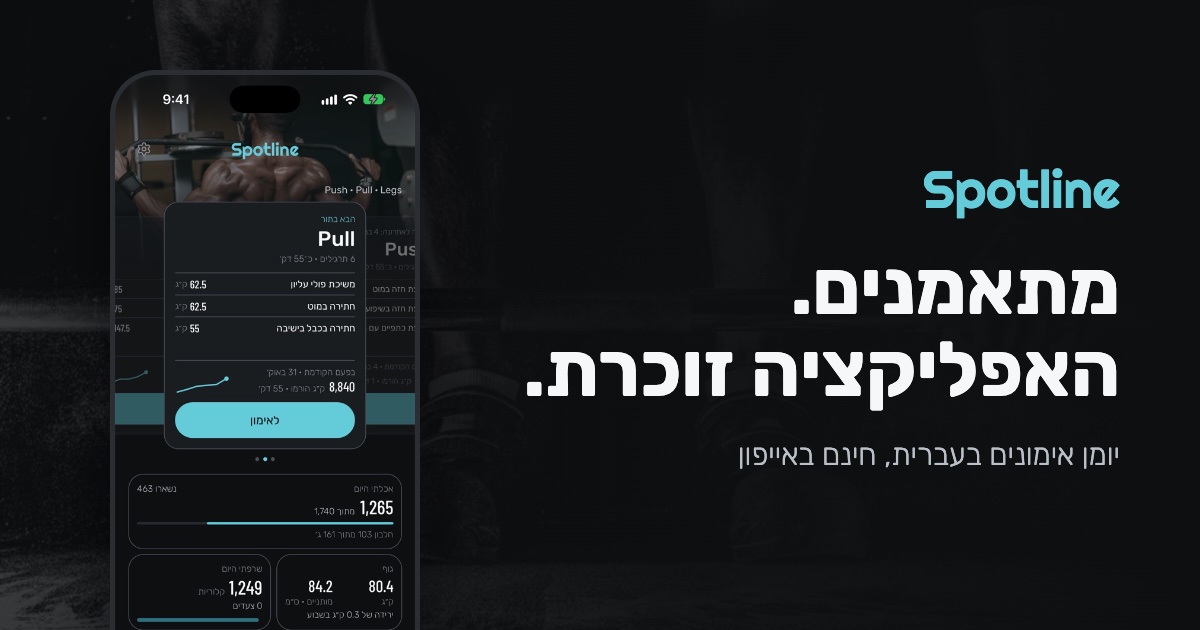 Spotline
מתאמנים.
האפליקציה זוכרת.
יומן אימונים בעברית, חינם באייפון
9:41
Spotline
Push • Pull • Legs
הבא בתור
Pull
6 תרגילים • כ־55 דק׳
משיכת פולי עליון 62.5 ק״ג
חתירה במוט 62.5 ק״ג
חתירה בכבל בישיבה 55 ק״ג
בפעם הקודמת • 31 באוק׳
8,840 ק״ג הורמו • 55 דק׳
לאימון
אכלתי היום נשארו 463
1,265 מתוך 1,740
חלבון 103 מתוך 161 ג׳
גוף
80.4 84.2
ק״ג מותניים • ס״מ
ירידה של 0.3 ק״ג בשבוע
שרפתי היום
1,249 קלוריות
0 צעדים